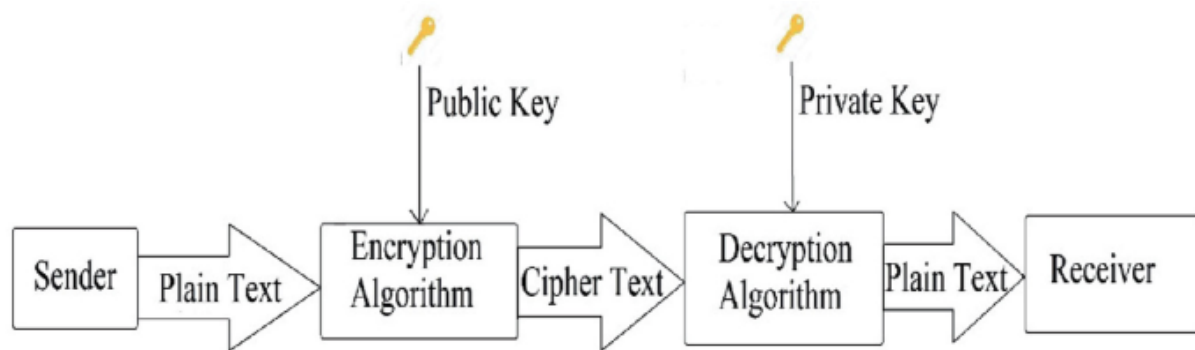 Public Key
Private Key
Sender
Plain Text
Encryption
Algorithm
Cipher Text
Decryption
Algorithm
Plain Text
Receiver